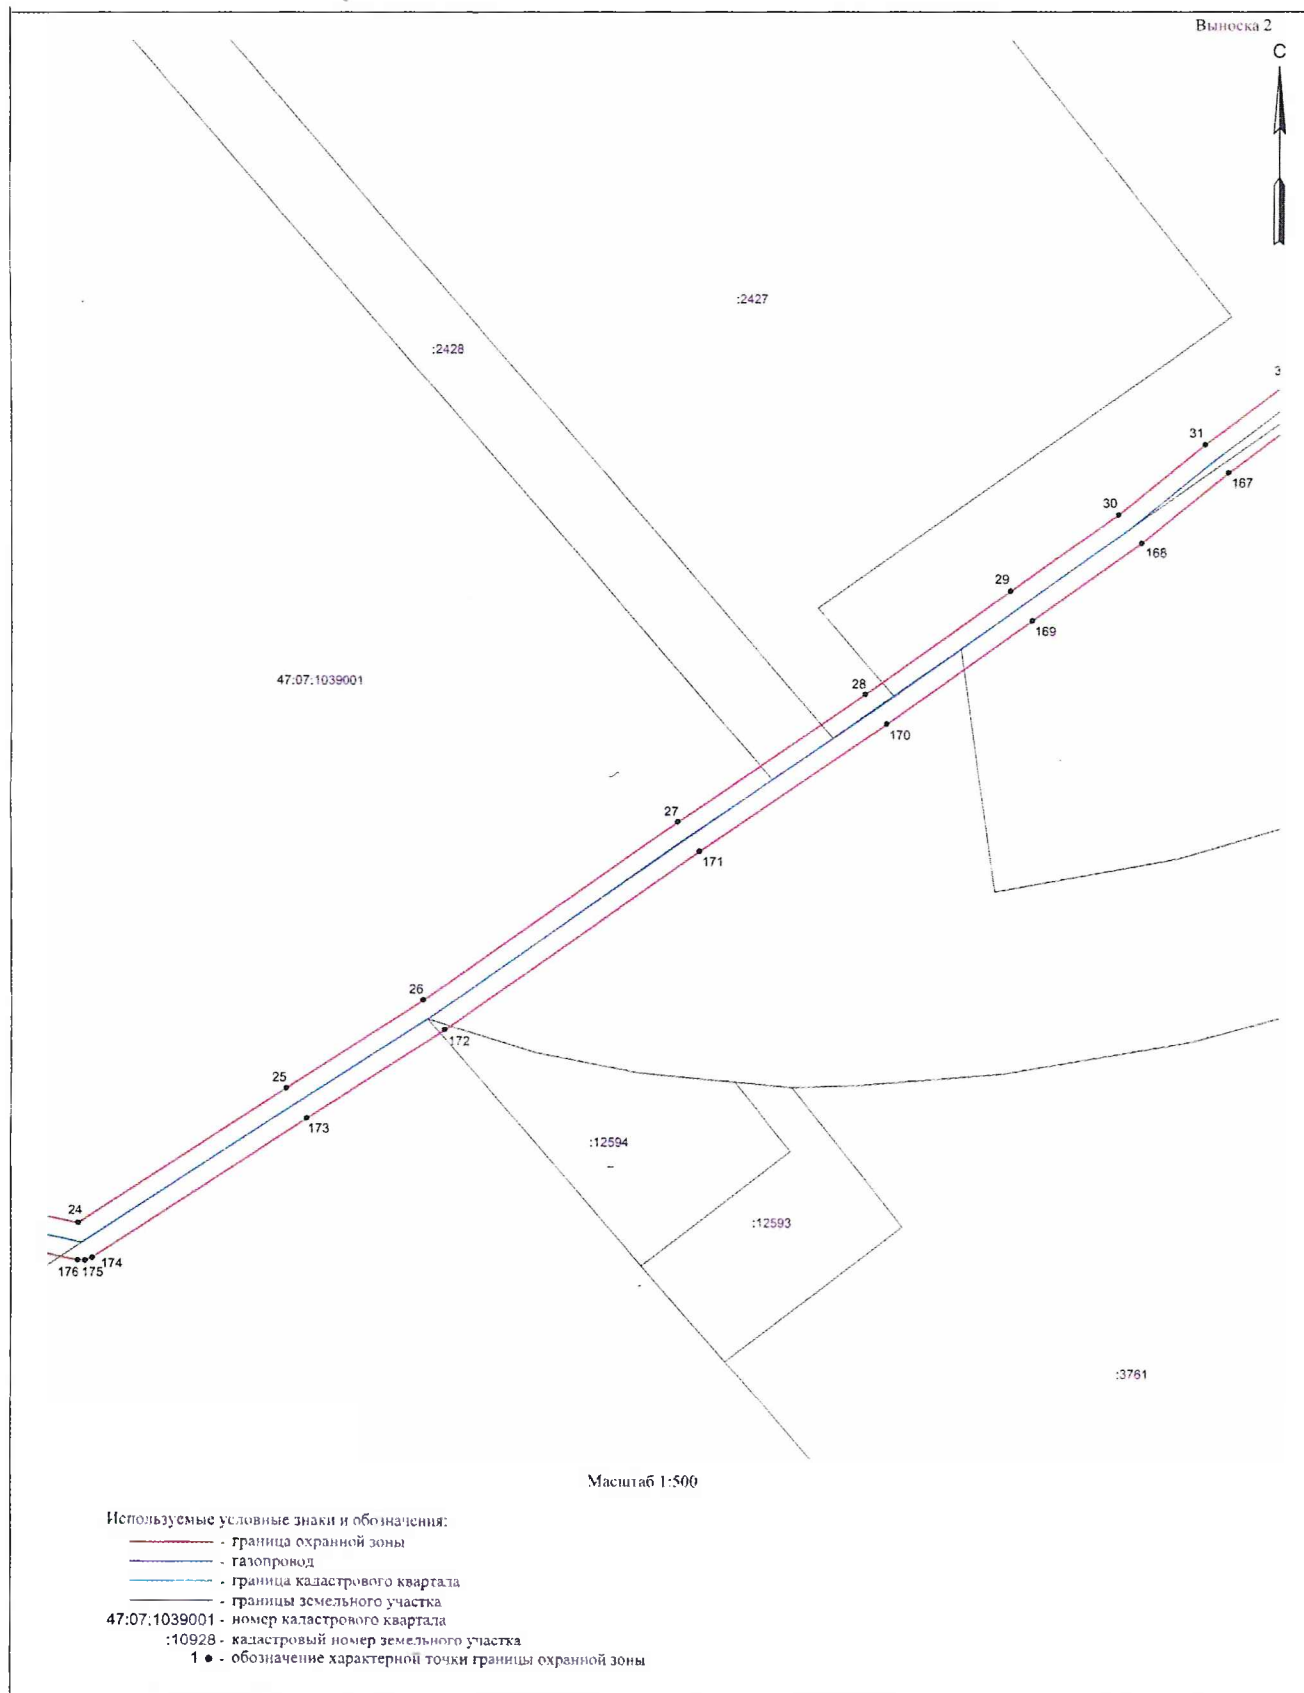 Выноска 2
С
:2427
:2428
3
31
167
30
168
29
169
47:07:1039001
28
170
27
171
26
172
25
173
:12594
24
:12593
174
176 175
:3761
Масштаб 1:500
Используемые условные знаки и обозначения:
- граница охранной зоны
- газопровод
- граница кадастрового квартала
- границы земельного участка
47:07:1039001 - номер кадастрового квартала
:10928 - кадастровый номер земельного участка
1 ● - обозначение характерной точки границы охранной зоны